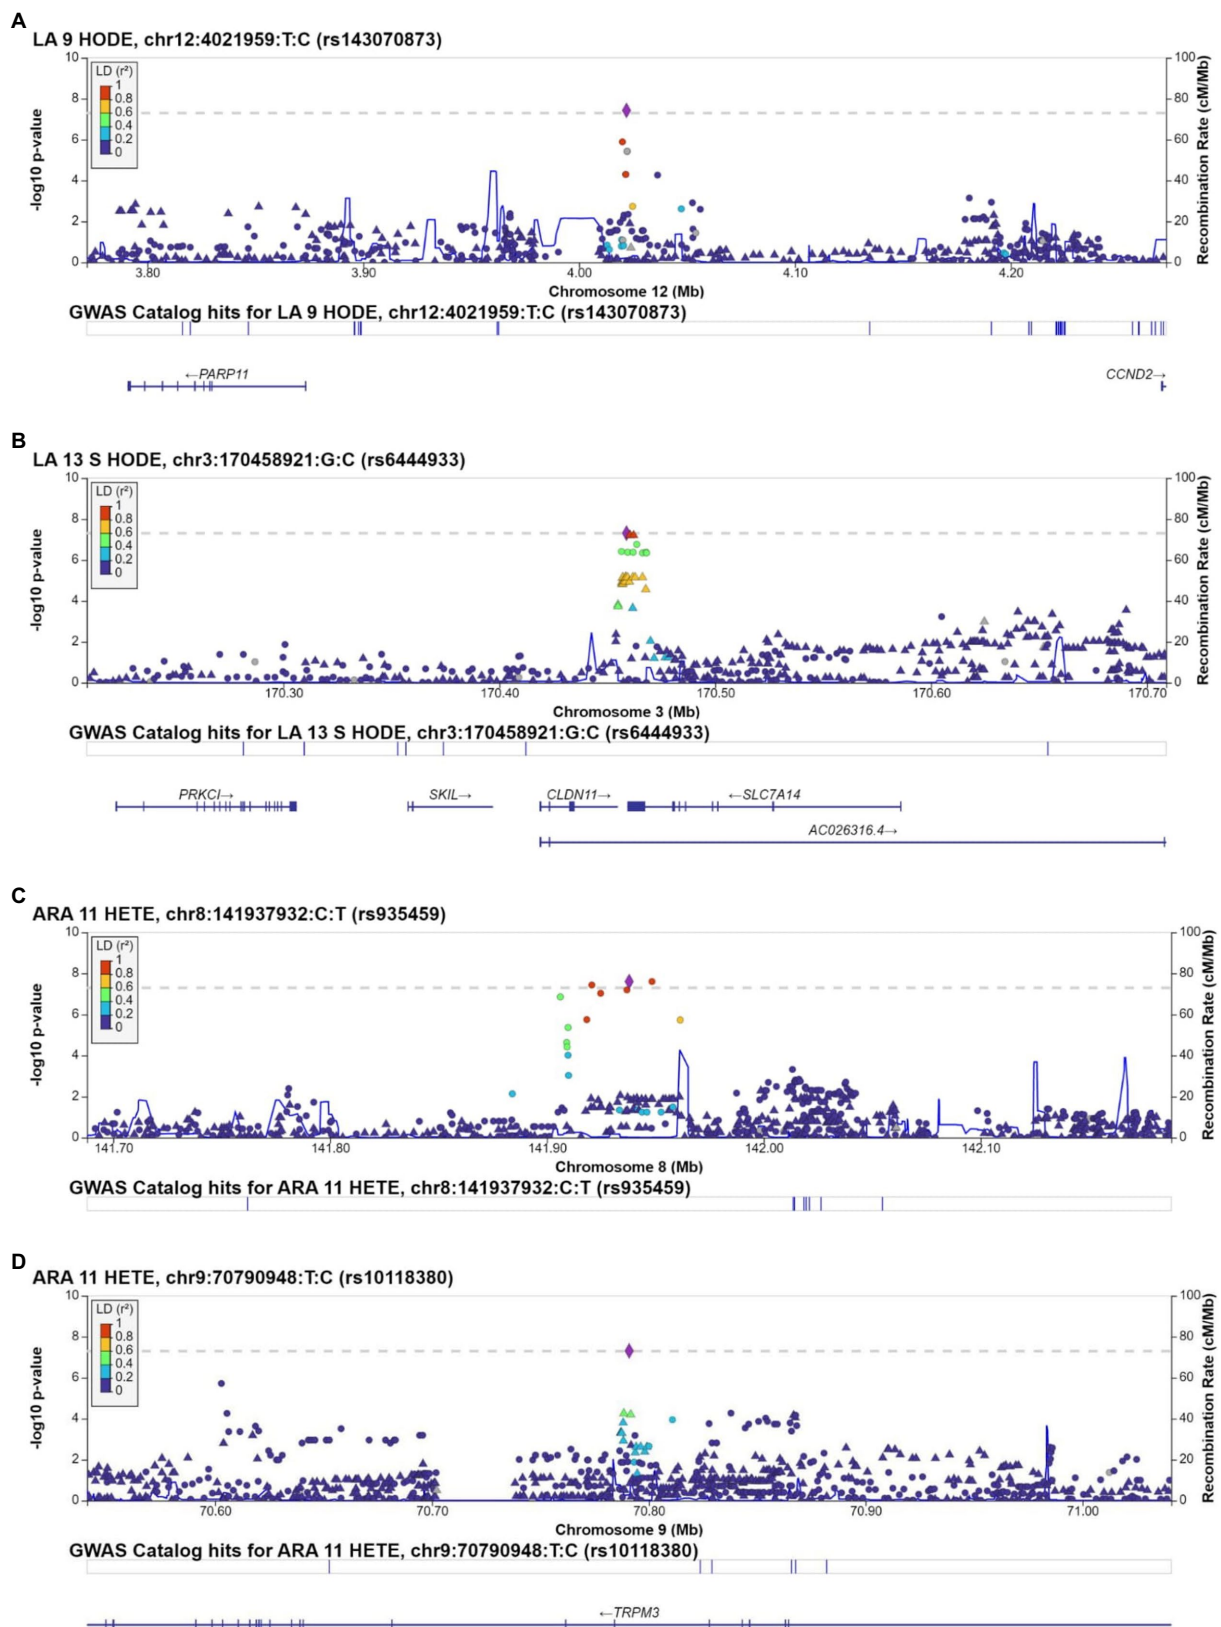 A
LA 9 HODE, chr12:4021959:T:C (rs143070873)
10
8
6
4
2
0
-log10 p-value
LD (r²)
1
0.8
0.6
0.4
0.2
0
100
80
60
40
20
0
Recombination Rate (cM/Mb)
3.80 3.90 4.00 4.10 4.20
Chromosome 12 (Mb)
GWAS Catalog hits for LA 9 HODE, chr12:4021959:T:C (rs143070873)
←PARP11 CCND2→
B
LA 13 S HODE, chr3:170458921:G:C (rs6444933)
10
8
6
4
2
0
-log10 p-value
LD (r²)
1
0.8
0.6
0.4
0.2
0
100
80
60
40
20
0
Recombination Rate (cM/Mb)
170.30 170.40 170.50 170.60 170.70
Chromosome 3 (Mb)
GWAS Catalog hits for LA 13 S HODE, chr3:170458921:G:C (rs6444933)
PRKCI→ SKIL→ CLDN11→ ←SLC7A14
AC026316.4→
C
ARA 11 HETE, chr8:141937932:C:T (rs935459)
10
8
6
4
2
0
-log10 p-value
LD (r²)
1
0.8
0.6
0.4
0.2
0
100
80
60
40
20
0
Recombination Rate (cM/Mb)
141.70 141.80 141.90 142.00 142.10
Chromosome 8 (Mb)
GWAS Catalog hits for ARA 11 HETE, chr8:141937932:C:T (rs935459)
D
ARA 11 HETE, chr9:70790948:T:C (rs10118380)
10
8
6
4
2
0
-log10 p-value
LD (r²)
1
0.8
0.6
0.4
0.2
0
100
80
60
40
20
0
Recombination Rate (cM/Mb)
70.60 70.70 70.80 70.90 71.00
Chromosome 9 (Mb)
GWAS Catalog hits for ARA 11 HETE, chr9:70790948:T:C (rs10118380)
←TRPM3